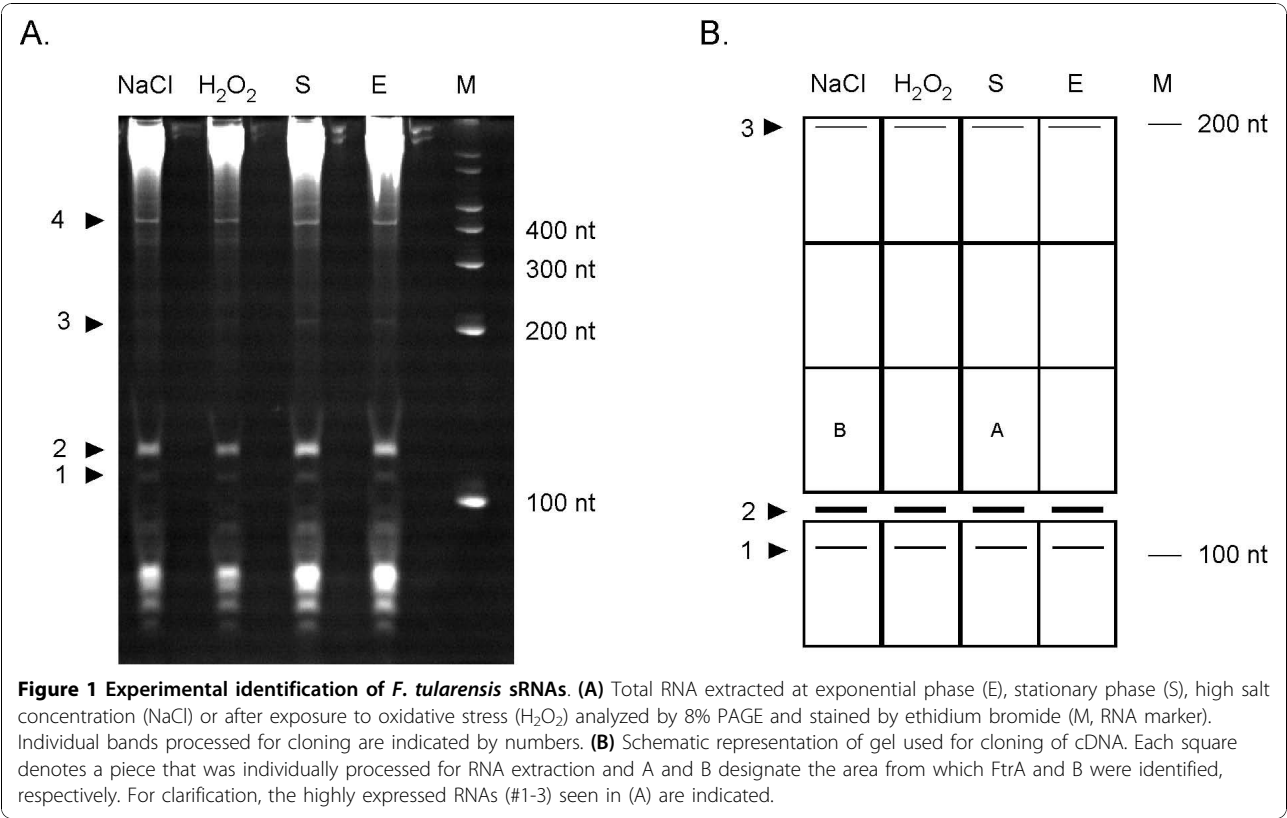 A.
NaCl H₂O₂ S E M
4
400 nt
300 nt
3
200 nt
2
1
100 nt
B.
NaCl H₂O₂ S E M
3
200 nt
B A
2
1
100 nt
Figure 1 Experimental identification of F. tularensis sRNAs. (A) Total RNA extracted at exponential phase (E), stationary phase (S), high salt
concentration (NaCl) or after exposure to oxidative stress (H₂O₂) analyzed by 8% PAGE and stained by ethidium bromide (M, RNA marker).
Individual bands processed for cloning are indicated by numbers. (B) Schematic representation of gel used for cloning of cDNA. Each square
denotes a piece that was individually processed for RNA extraction and A and B designate the area from which FtrA and B were identified,
respectively. For clarification, the highly expressed RNAs (#1-3) seen in (A) are indicated.